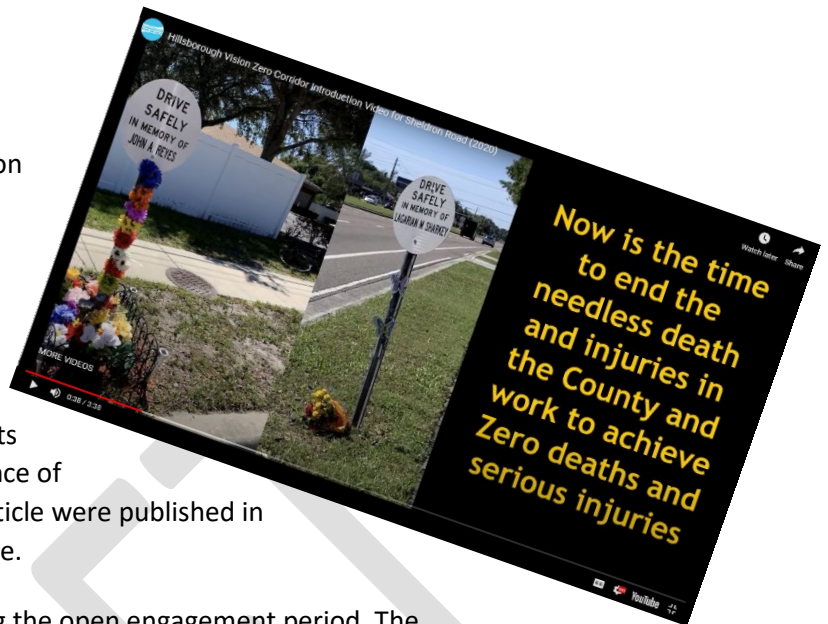 on
ts
ce of
ticle were published in
e.
g the open engagement period. The
Hillsborough Vision Zero Corridor Introduction Video for Sheldron Road (2020)
Watch later
Share
DRIVE
SAFELY
IN MEMORY OF
JOHN A. REYES
DRIVE
SAFELY
IN MEMORY OF
LAGARIAN W SHARKEY
Now is the time
to end the
needless death
and injuries in
the County and
work to achieve
Zero deaths and
serious injuries
MORE VIDEOS
0:38 / 3:38
YouTube